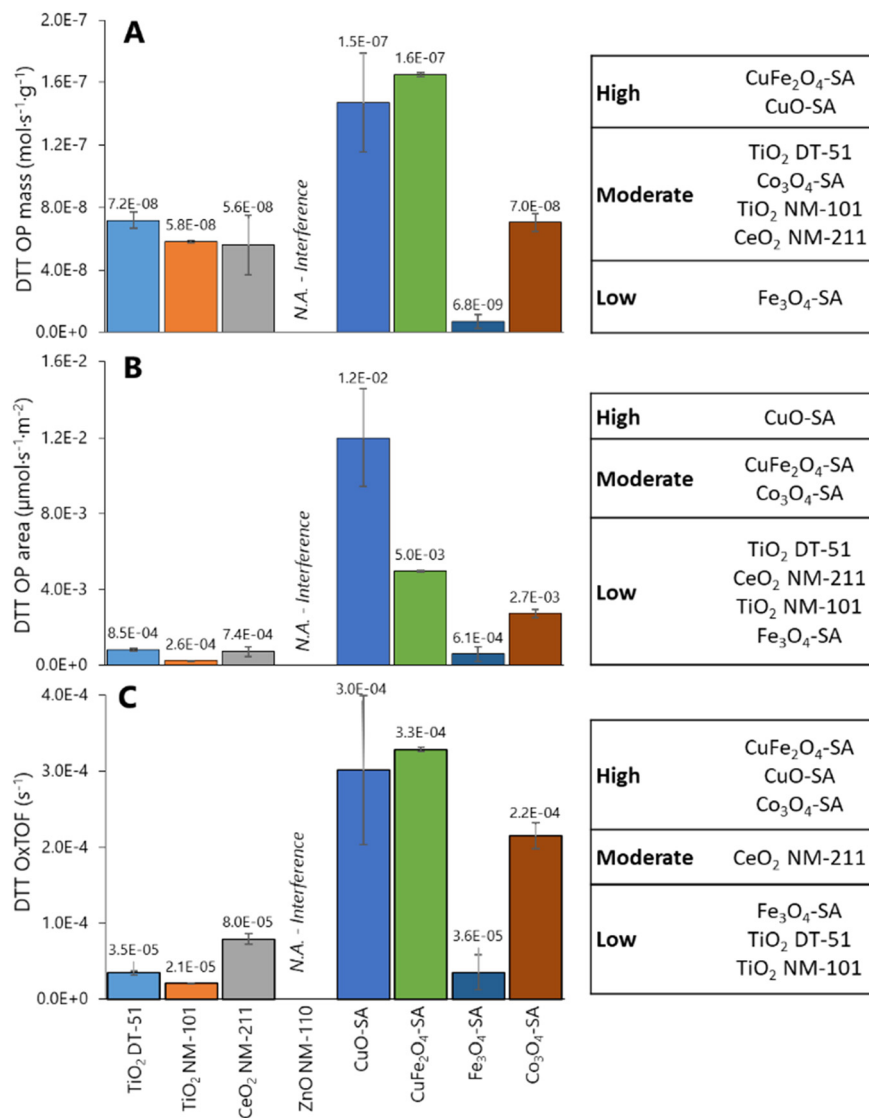 A
DTT OP mass (mol·s⁻¹·g⁻¹)
2.0E-7
1.6E-7
1.2E-7
8.0E-8
4.0E-8
0.0E+0
7.2E-08
5.8E-08
5.6E-08
N.A. - Interference
1.5E-07
1.6E-07
6.8E-09
7.0E-08
High
CuFe₂O₄-SA
CuO-SA
Moderate
TiO₂ DT-51
Co₃O₄-SA
TiO₂ NM-101
CeO₂ NM-211
Low
Fe₃O₄-SA
B
DTT OP area (µmol·s⁻¹·m⁻²)
1.6E-2
1.2E-2
8.0E-3
4.0E-3
0.0E+0
8.5E-04
2.6E-04
7.4E-04
N.A. - Interference
1.2E-02
5.0E-03
6.1E-04
2.7E-03
High
CuO-SA
Moderate
CuFe₂O₄-SA
Co₃O₄-SA
Low
TiO₂ DT-51
CeO₂ NM-211
TiO₂ NM-101
Fe₃O₄-SA
C
DTT OxTOF (s⁻¹)
4.0E-4
3.0E-4
2.0E-4
1.0E-4
0.0E+0
3.5E-05
2.1E-05
8.0E-05
N.A. - Interference
3.0E-04
3.3E-04
3.6E-05
2.2E-04
High
CuFe₂O₄-SA
CuO-SA
Co₃O₄-SA
Moderate
CeO₂ NM-211
Low
Fe₃O₄-SA
TiO₂ DT-51
TiO₂ NM-101
TiO₂ DT-51
TiO₂ NM-101
CeO₂ NM-211
ZnO NM-110
CuO-SA
CuFe₂O₄-SA
Fe₃O₄-SA
Co₃O₄-SA